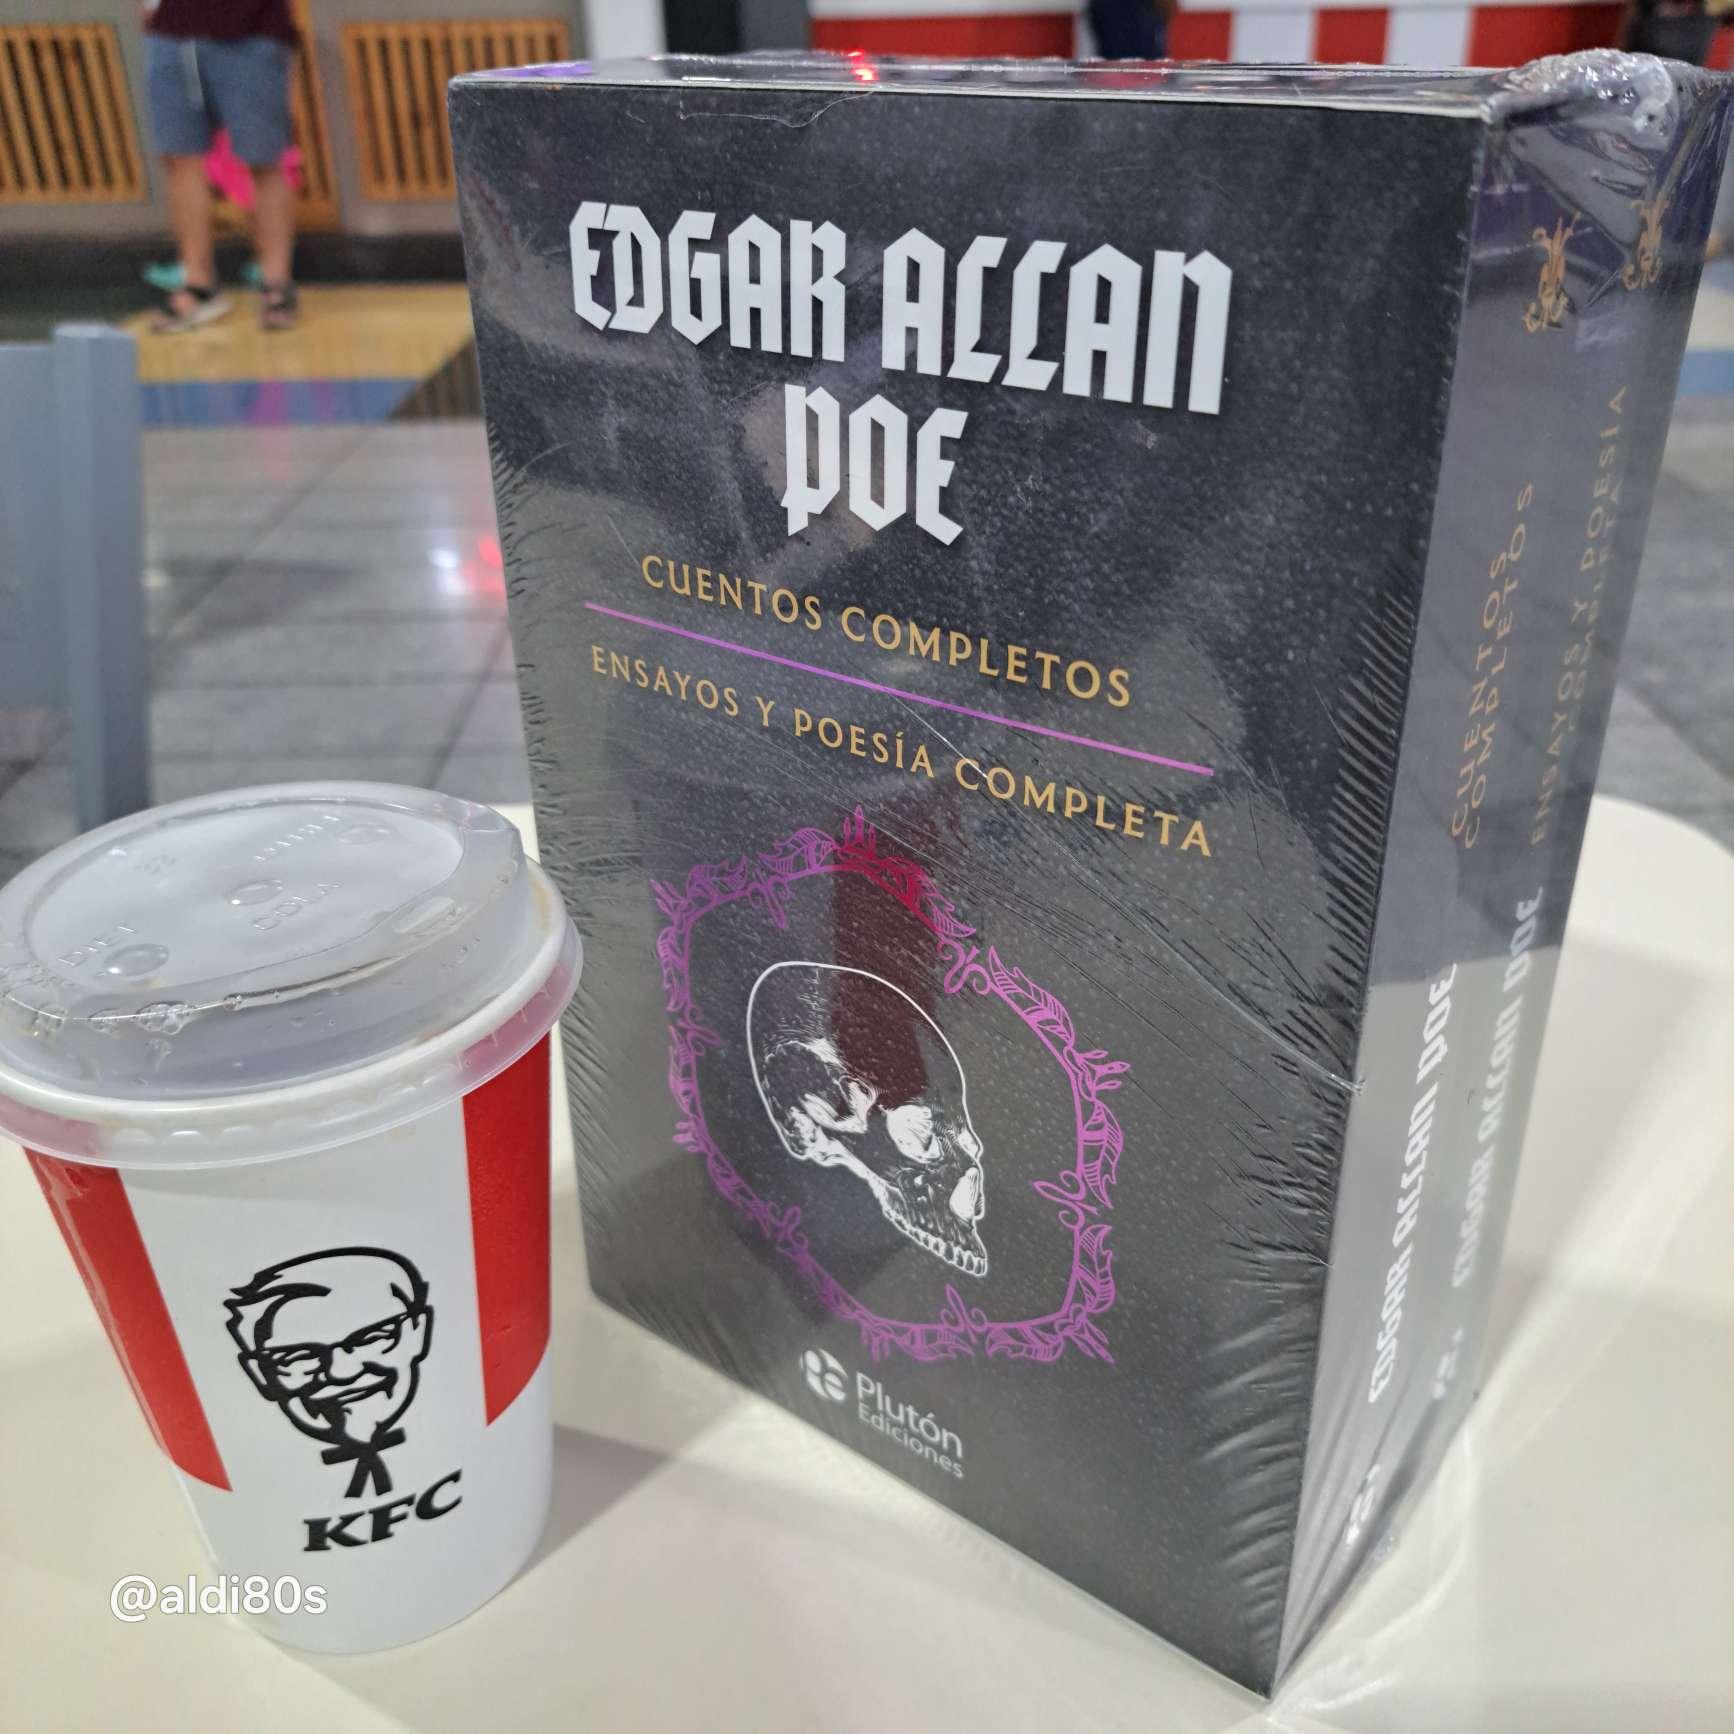 EDGAR ALLAN
POE
CUENTOS COMPLETOS
ENSAYOS Y POESÍA COMPLETA
Plutón
Ediciones
CUENTOS
COMPLETOS
EDGAR ALLAN POE
ENSAYOS Y POESÍA
COMPLETA
EDGAR ALLAN POE
DIET
COLA
KFC
@aldi80s